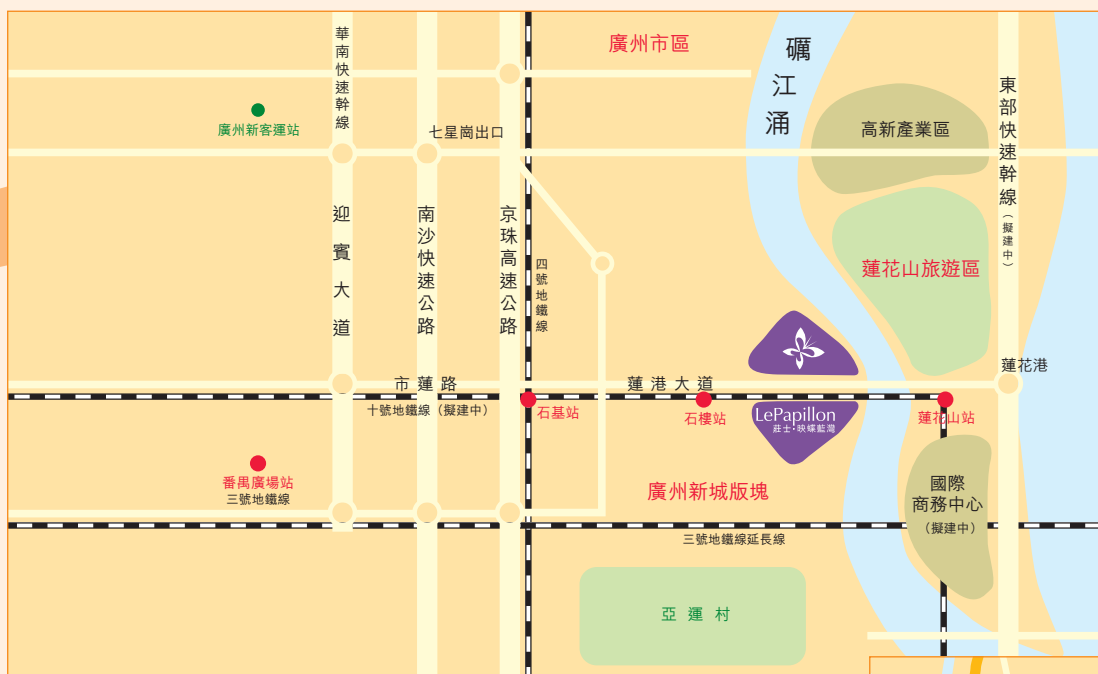 華南快速幹線
廣州市區
礪江涌
東部快速幹線
(擬建中)
廣州新客運站
七星崗出口
高新產業區
迎賓大道
南沙快速公路
京珠高速公路
四號地鐵線
蓮花山旅遊區
蓮花港
市蓮路
蓮港大道
十號地鐵線（擬建中）
石基站
石樓站
LePapillon
莊士·映蝶藍灣
蓮花山站
番禺廣場站
三號地鐵線
廣州新城版塊
國際
商務中心
（擬建中）
三號地鐵線延長線
亞運村